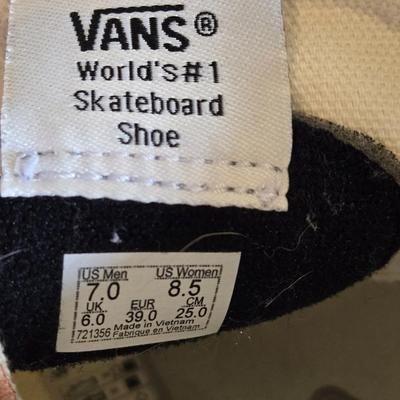 VANS®
World's#1
Skateboard
Shoe
US Men US Women
7.0 8.5
UK EUR CM
6.0 39.0 25.0
Made in Vietnam
721356 Fabrique en Vietnam